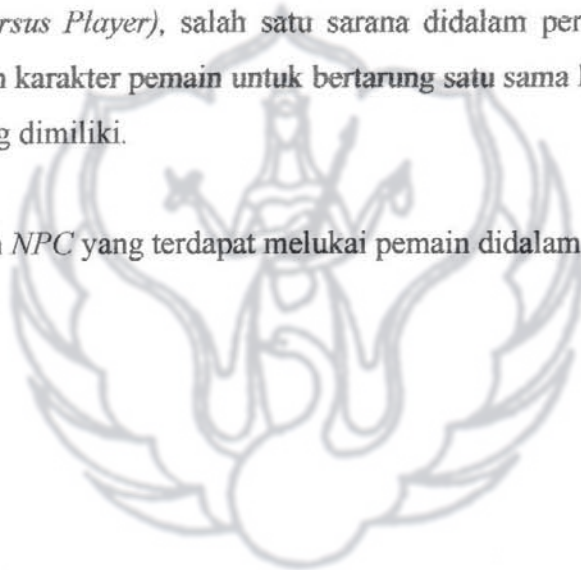 rsus Player), salah satu sarana didalam per
karakter pemain untuk bertarung satu sama
g dimiliki.
NPC yang terdapat melukai pemain didalam